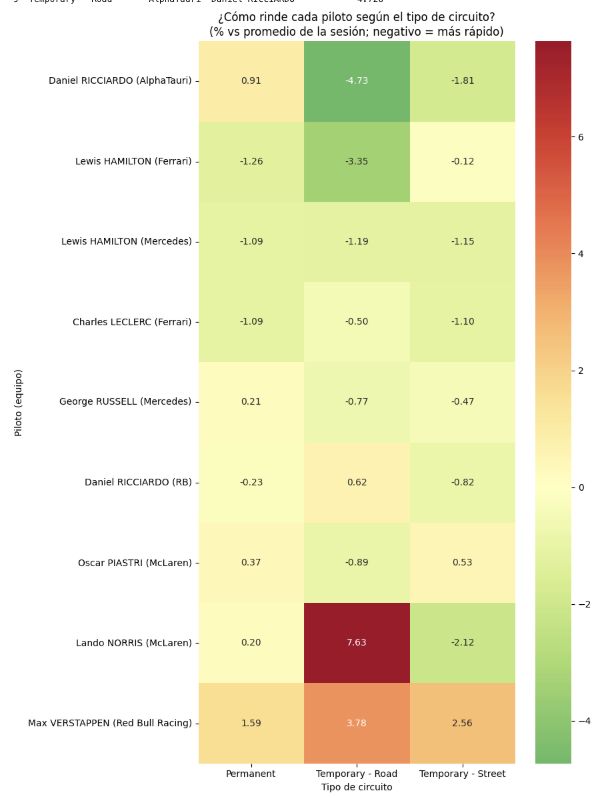 ¿Cómo rinde cada piloto según el tipo de circuito?
(% vs promedio de la sesión; negativo = más rápido)
Daniel RICCIARDO (AlphaTauri)
0.91
-4.73
-1.81
Lewis HAMILTON (Ferrari)
-1.26
-3.35
-0.12
Lewis HAMILTON (Mercedes)
-1.09
-1.19
-1.15
Charles LECLERC (Ferrari)
-1.09
-0.50
-1.10
George RUSSELL (Mercedes)
0.21
-0.77
-0.47
Daniel RICCIARDO (RB)
-0.23
0.62
-0.82
Oscar PIASTRI (McLaren)
0.37
-0.89
0.53
Lando NORRIS (McLaren)
0.20
7.63
-2.12
Max VERSTAPPEN (Red Bull Racing)
1.59
3.78
2.56
Piloto (equipo)
Permanent
Temporary - Road
Temporary - Street
Tipo de circuito
6
4
2
0
−2
−4